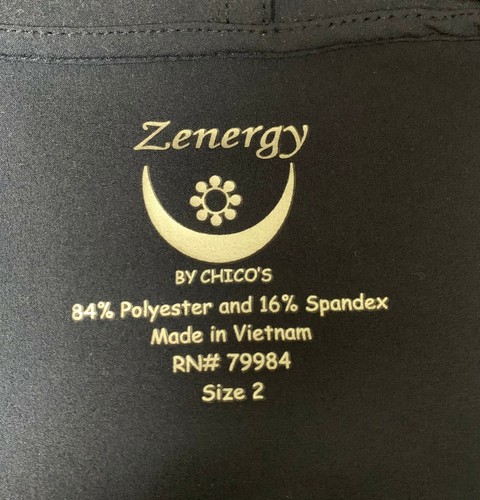 Zenergy
BY CHICO'S
84% Polyester and 16% Spandex
Made in Vietnam
RN# 79984
Size 2